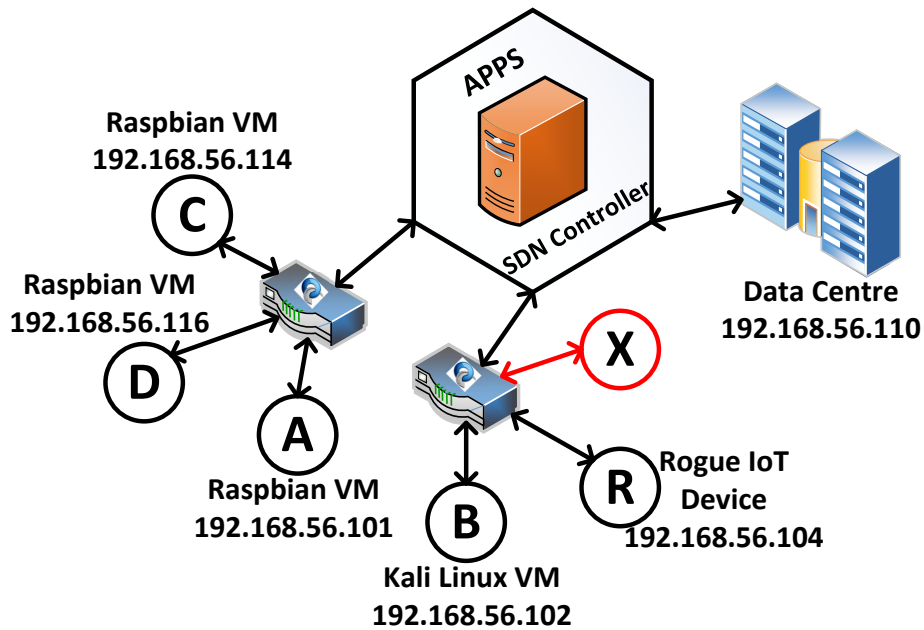 APPS
SDN Controller
Raspbian VM
192.168.56.114
C
Raspbian VM
192.168.56.116
D
A
Raspbian VM
192.168.56.101
Data Centre
192.168.56.110
X
B
Kali Linux VM
192.168.56.102
R
Rogue IoT
Device
192.168.56.104